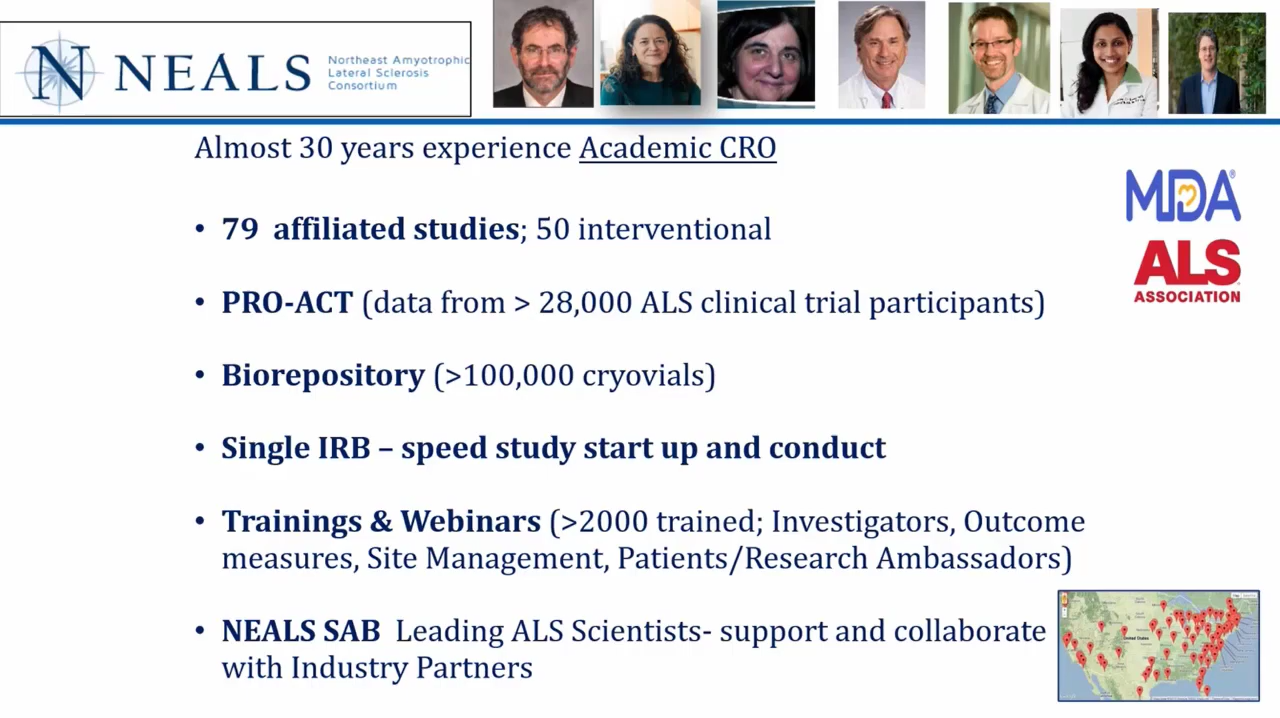 N NEALS
Northeast Amyotrophic
Lateral Sclerosis
Consortium
Almost 30 years experience Academic CRO
MDA®
ALS
ASSOCIATION
• 79 affiliated studies; 50 interventional
• PRO-ACT (data from > 28,000 ALS clinical trial participants)
• Biorepository (>100,000 cryovials)
• Single IRB – speed study start up and conduct
• Trainings & Webinars (>2000 trained; Investigators, Outcome
measures, Site Management, Patients/Research Ambassadors)
• NEALS SAB Leading ALS Scientists- support and collaborate
with Industry Partners
United States